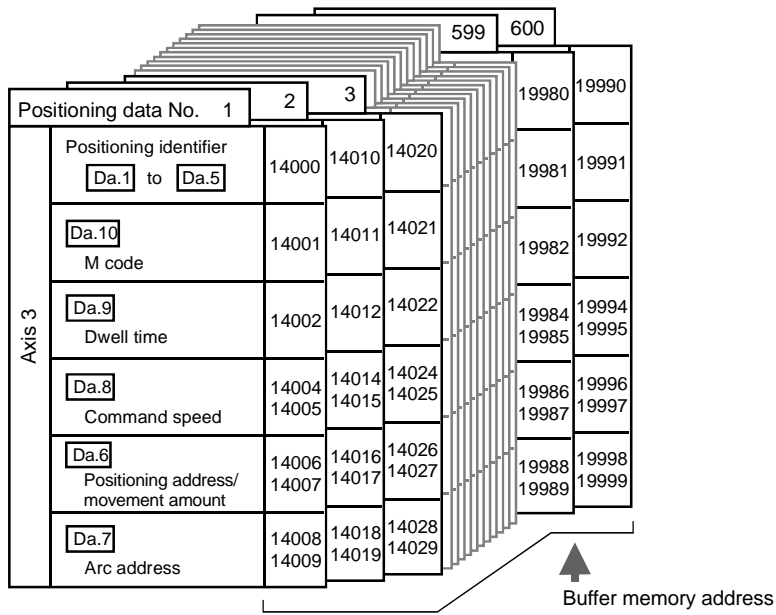 599 600
Positioning data No. 1 2 3
Axis 3
Positioning identifier
Da.1 to Da.5
14000 14010 14020 19980 19990
Da.10
M code
14001 14011 14021 19981 19991
19982 19992
Da.9
Dwell time
14002 14012 14022
19984 19994
19985 19995
Da.8
Command speed
14004 14014 14024
14005 14015 14025
19986 19996
19987 19997
Da.6
Positioning address/
movement amount
14006 14016 14026
14007 14017 14027
19988 19998
19989 19999
Da.7
Arc address
14008 14018 14028
14009 14019 14029
Buffer memory address